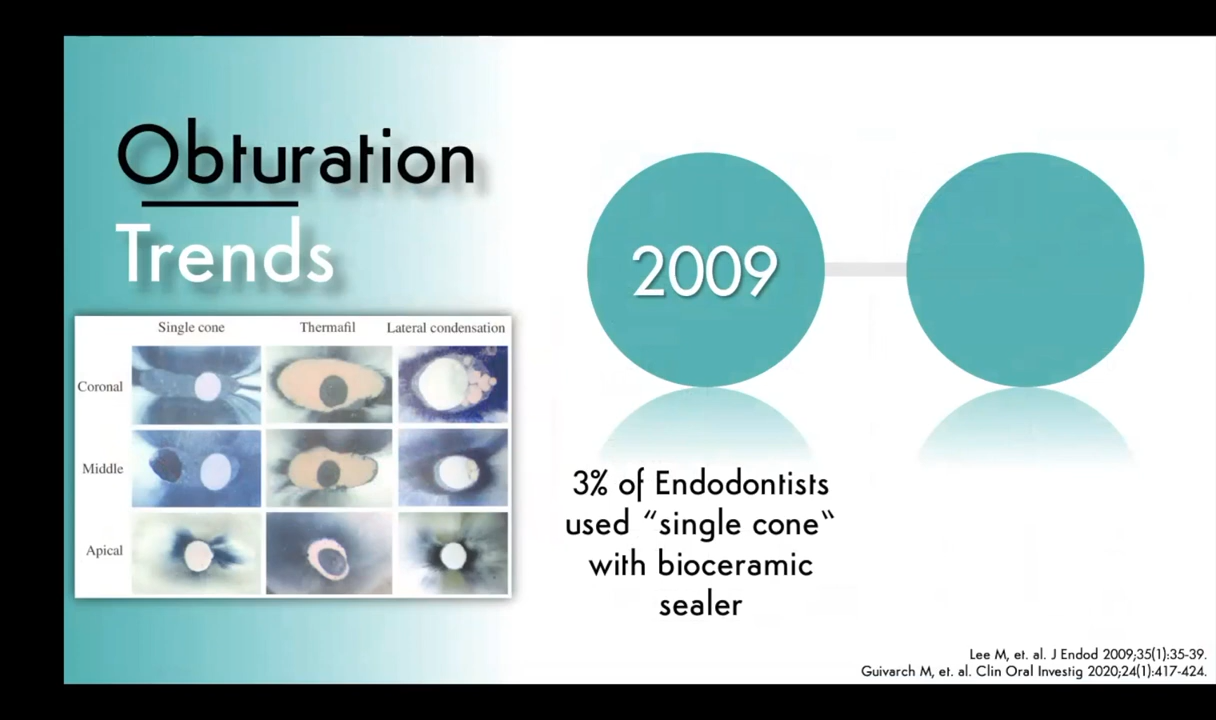 Obturation
Trends
Single cone Thermafil Lateral condensation
Coronal
Middle
Apical
2009
3% of Endodontists
used “single cone“
with bioceramic
sealer
Lee M, et. al. J Endod 2009;35(1):35-39.
Guivarch M, et. al. Clin Oral Investig 2020;24(1):417-424.